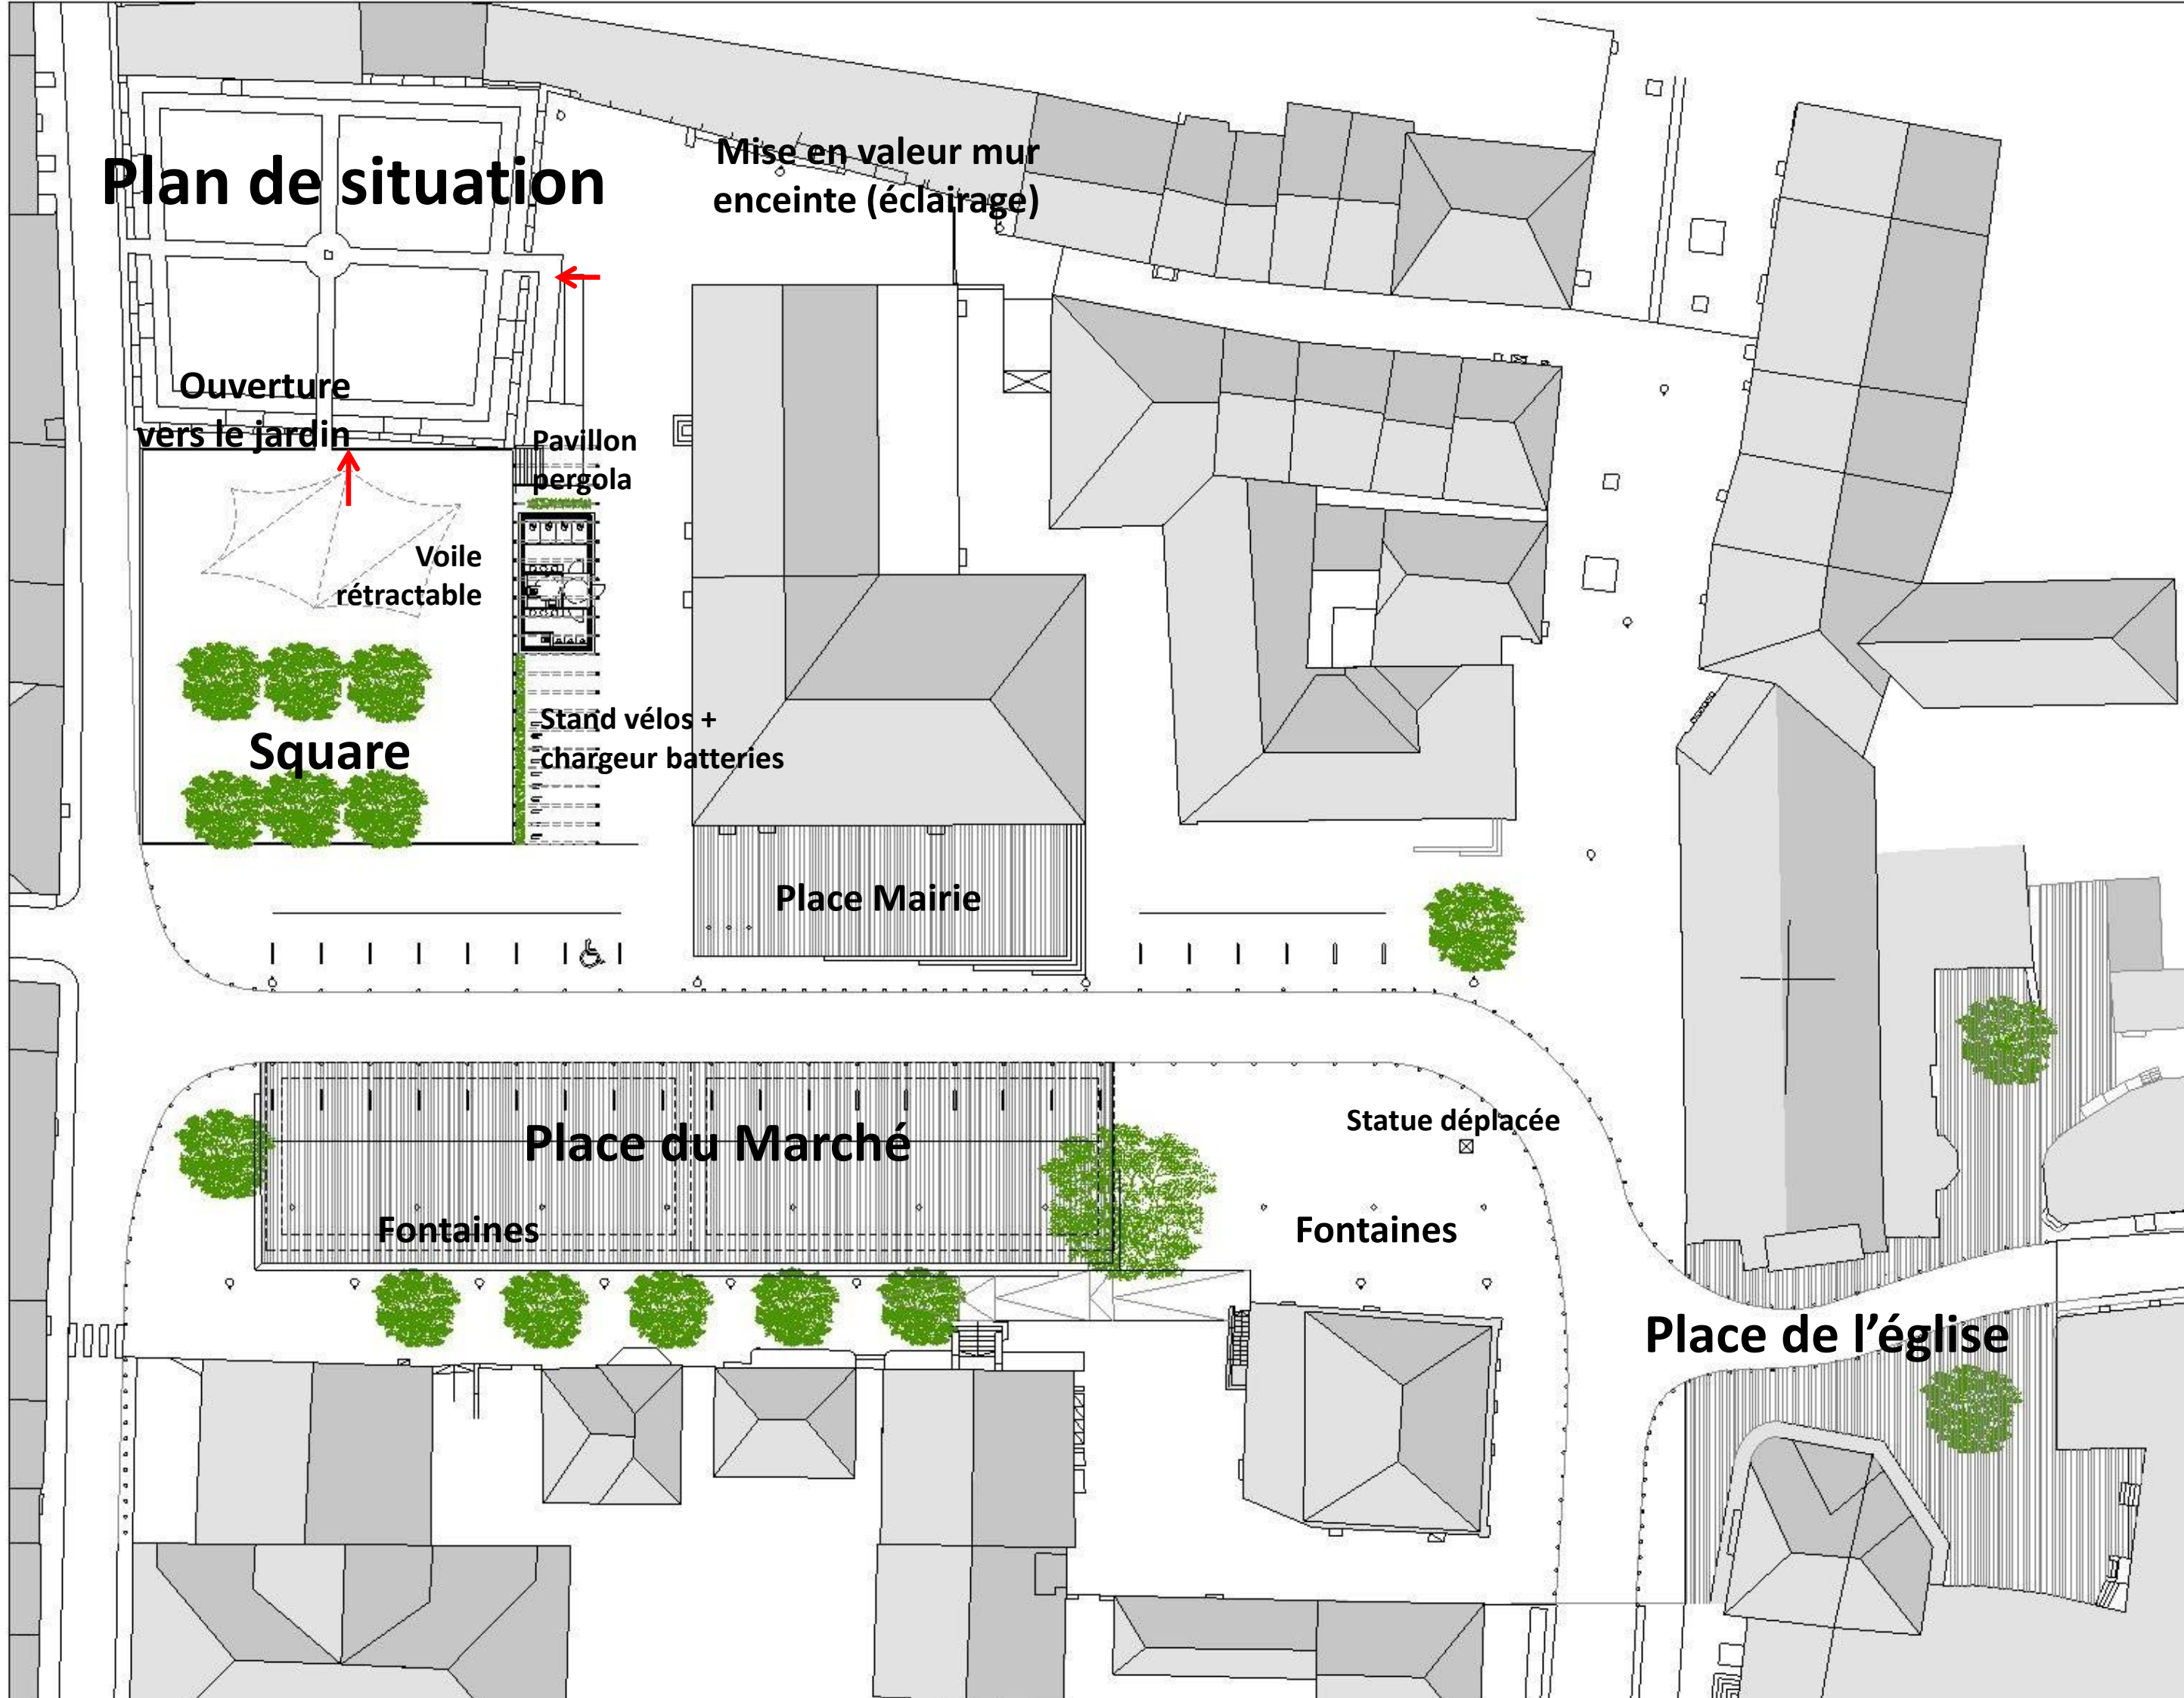 Plan de situation
Mise en valeur mur
enceinte (éclairage)
Ouverture
vers le jardin
Pavillon
pergola
Voile
rétractable
Stand vélos +
chargeur batteries
Square
Place Mairie
Place du Marché
Statue déplacée
Fontaines
Fontaines
Place de l’église